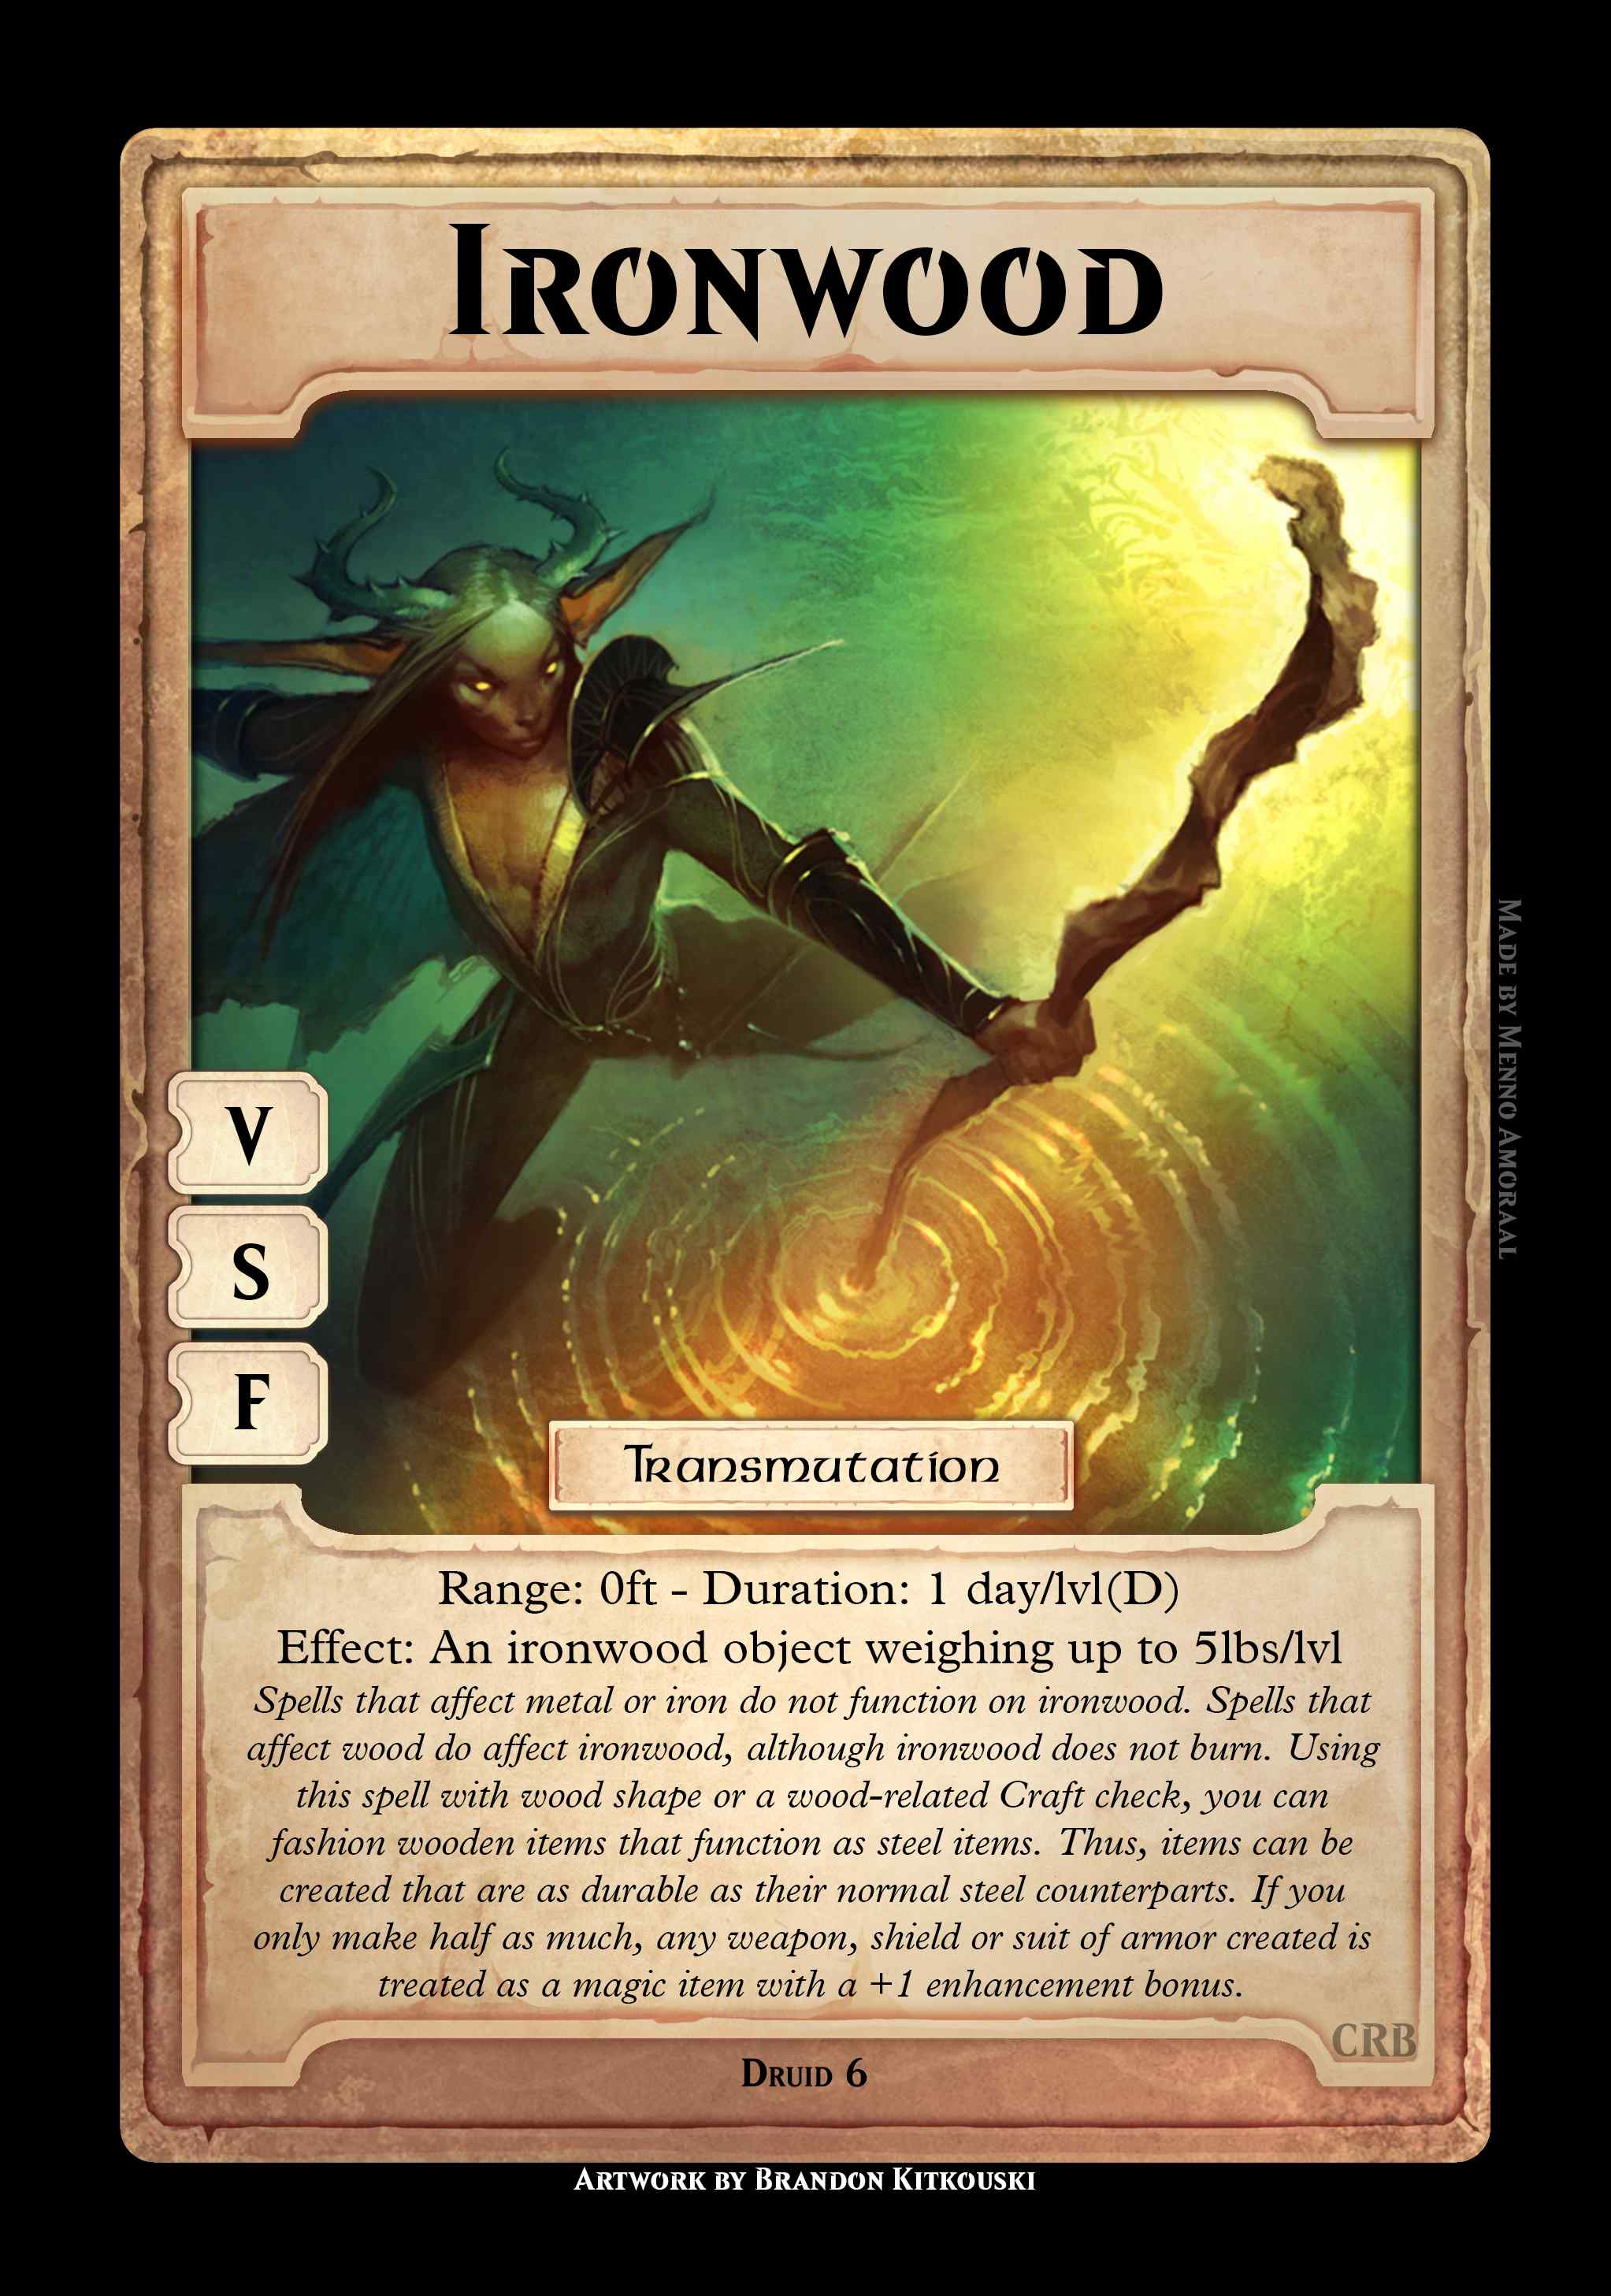 Ironwood
V
S
F
Transmutation
Range: 0ft - Duration: 1 day/lvl(D)
Effect: An ironwood object weighing up to 5lbs/lvl
Spells that affect metal or iron do not function on ironwood. Spells that
affect wood do affect ironwood, although ironwood does not burn. Using
this spell with wood shape or a wood-related Craft check, you can
fashion wooden items that function as steel items. Thus, items can be
created that are as durable as their normal steel counterparts. If you
only make half as much, any weapon, shield or suit of armor created is
treated as a magic item with a +1 enhancement bonus.
CRB
Druid 6
Artwork by Brandon Kitkouski
Made by Menno Amoraal